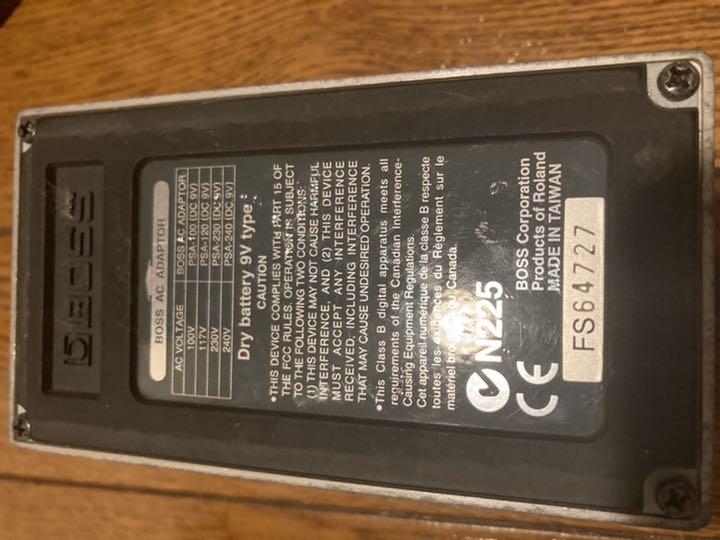 BOSS
BOSS AC ADAPTOR
AC VOLTAGE BOSS AC ADAPTOR
100V PSA-100 (DC 9V)
117V PSA-120 (DC 9V)
230V PSA-230 (DC 9V)
240V PSA-240 (DC 9V)
Dry battery 9V type
CAUTION
•THIS DEVICE COMPLIES WITH PART 15 OF
THE FCC RULES. OPERATION IS SUBJECT
TO THE FOLLOWING TWO CONDITIONS:
(1) THIS DEVICE MAY NOT CAUSE HARMFUL
INTERFERENCE, AND (2) THIS DEVICE
MUST ACCEPT ANY INTERFERENCE
RECEIVED, INCLUDING INTERFERENCE
THAT MAY CAUSE UNDESIRED OPERATION.
•This Class B digital apparatus meets all
requirements of the Canadian Interference-
Causing Equipment Regulations.
Cet appareil numérique de la classe B respecte
toutes les exigences du Règlement sur le
matériel du Canada.
N225
CE
BOSS Corporation
Products of Roland
MADE IN TAIWAN
FS64727